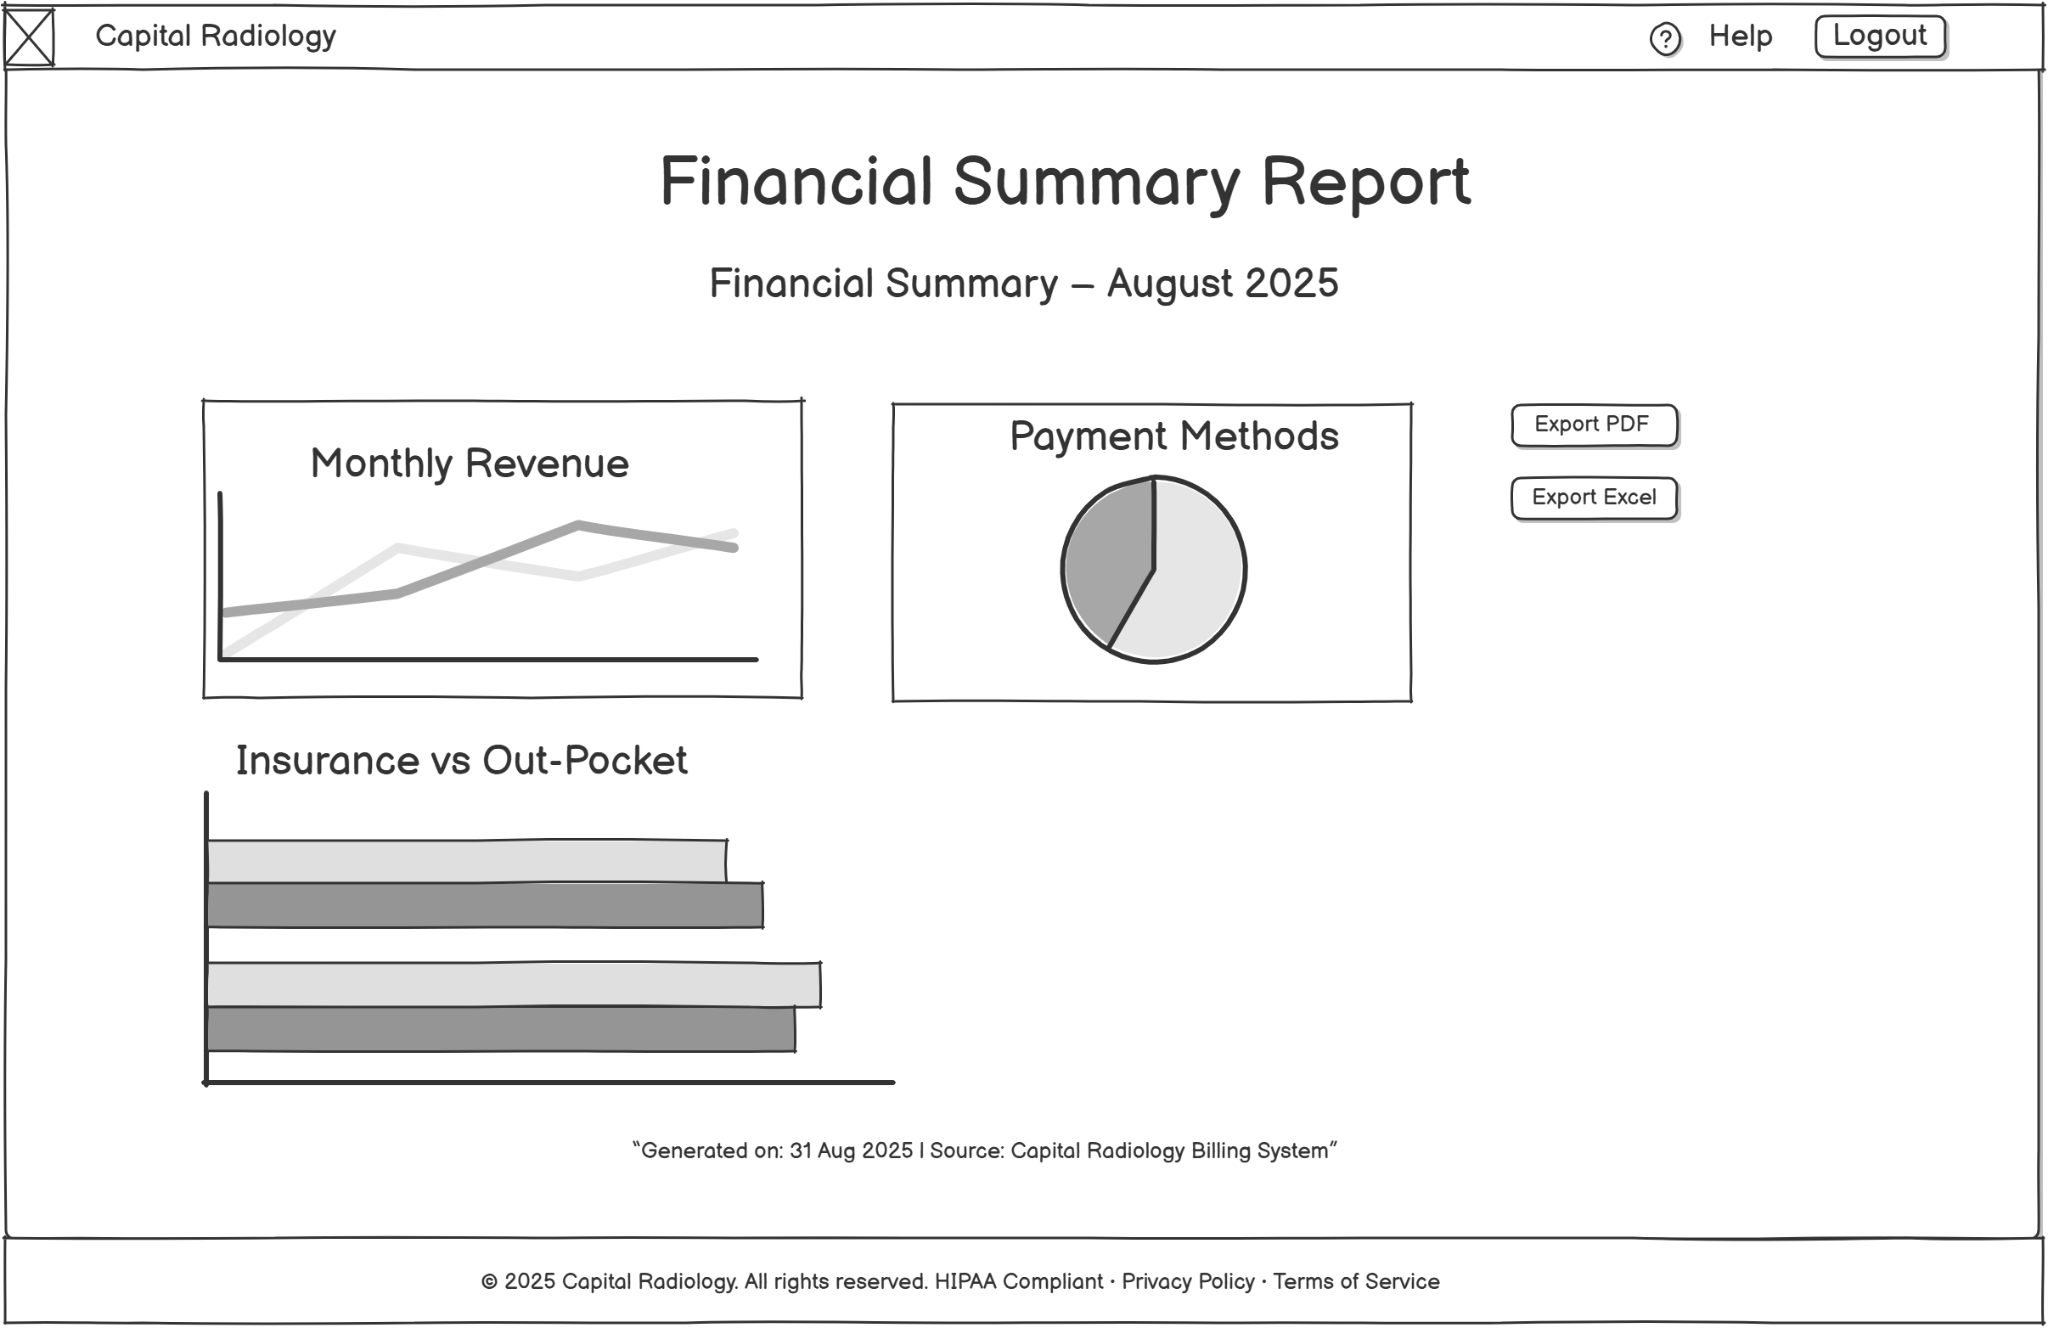 Capital Radiology
? Help Logout
Financial Summary Report
Financial Summary – August 2025
Monthly Revenue
Payment Methods
Export PDF
Export Excel
Insurance vs Out-Pocket
“Generated on: 31 Aug 2025 | Source: Capital Radiology Billing System”
© 2025 Capital Radiology. All rights reserved. HIPAA Compliant · Privacy Policy · Terms of Service